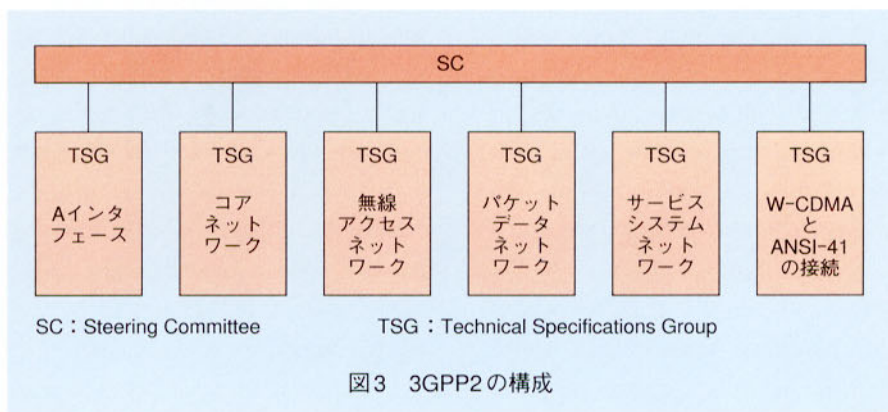 SC
TSG
Aインタ
フェース
TSG
コア
ネット
ワーク
TSG
無線
アクセス
ネット
ワーク
TSG
パケット
データ
ネット
ワーク
TSG
サービス
システム
ネット
ワーク
TSG
W-CDMA
と
ANSI-41
の接続
SC：Steering Committee
TSG：Technical Specifications Group
図3 3GPP2の構成